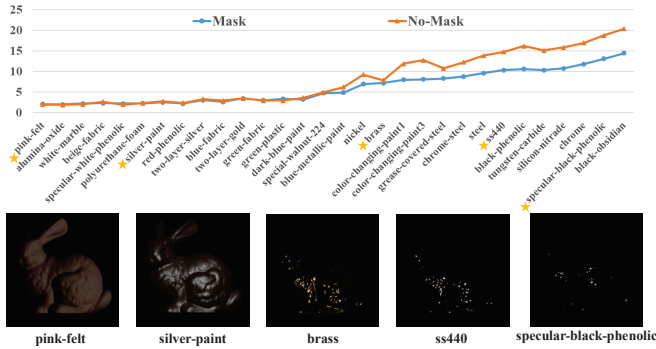 25
20
15
10
5
0
Mask
No-Mask
pink-felt
alumina-oxide
white-marble
beige-fabric
specular-white-phenolic
polyurethane-foam
silver-paint
red-phenolic
two-layer-silver
blue-fabric
two-layer-gold
green-fabric
green-plastic
dark-blue-paint
special-walnut-224
blue-metallic-paint
nickel
brass
color-changing-paint1
color-changing-paint3
grease-covered-steel
chrome-steel
steel
ss440
black-phenolic
tungsten-carbide
silicon-nitrade
chrome
specular-black-phenolic
black-obsidian
pink-felt
silver-paint
brass
ss440
specular-black-phenolic